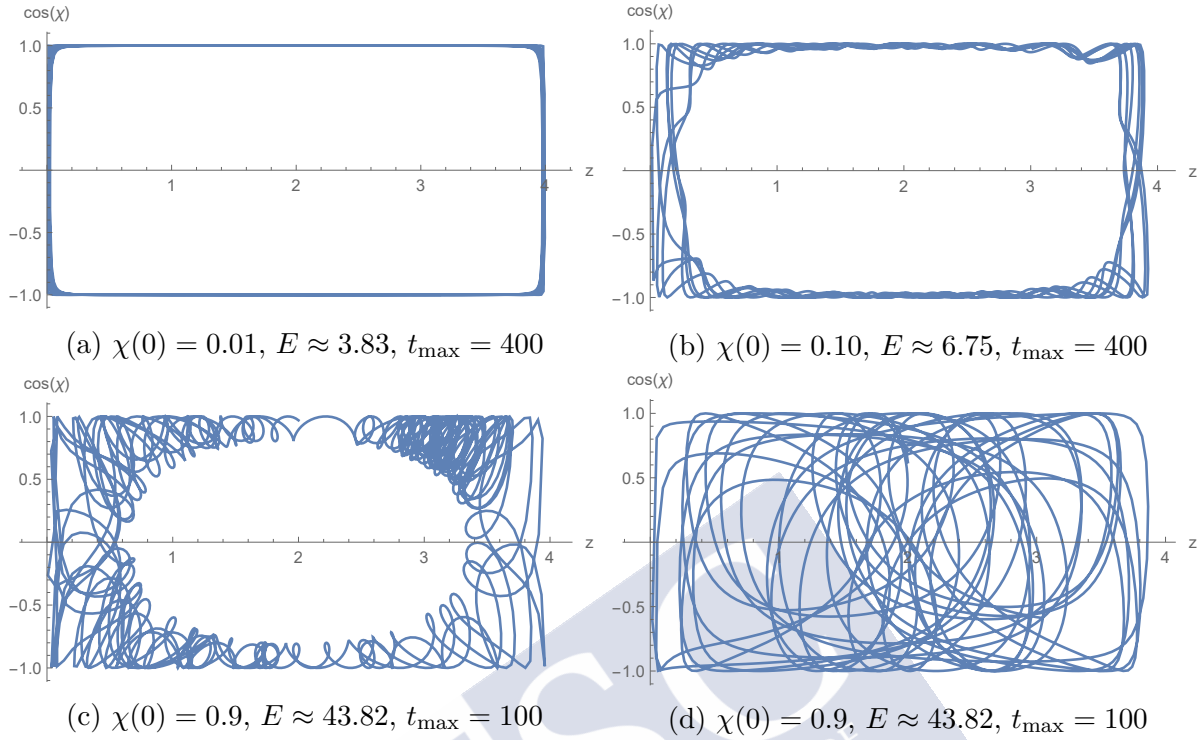 cos(χ)
1.0
0.5
-0.5
-1.0
1 2 3 4 z
(a) χ(0) = 0.01, E ≈ 3.83, t_max = 400
cos(χ)
1.0
0.5
-0.5
-1.0
1 2 3 4 z
(b) χ(0) = 0.10, E ≈ 6.75, t_max = 400
cos(χ)
1.0
0.5
-0.5
-1.0
1 2 3 4 z
(c) χ(0) = 0.9, E ≈ 43.82, t_max = 100
cos(χ)
1.0
0.5
-0.5
-1.0
1 2 3 4 z
(d) χ(0) = 0.9, E ≈ 43.82, t_max = 100